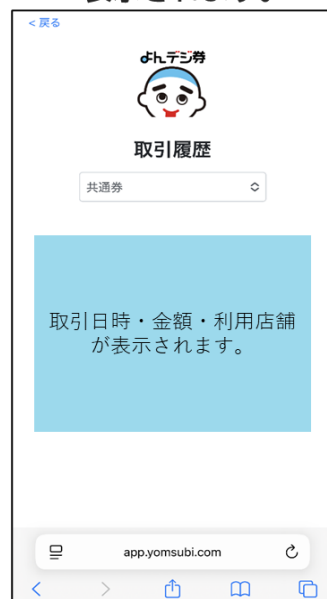 < 戻る
よんデジ券
取引履歴
共通券
取引日時・金額・利用店舗
が表示されます。
app.yomsubi.com